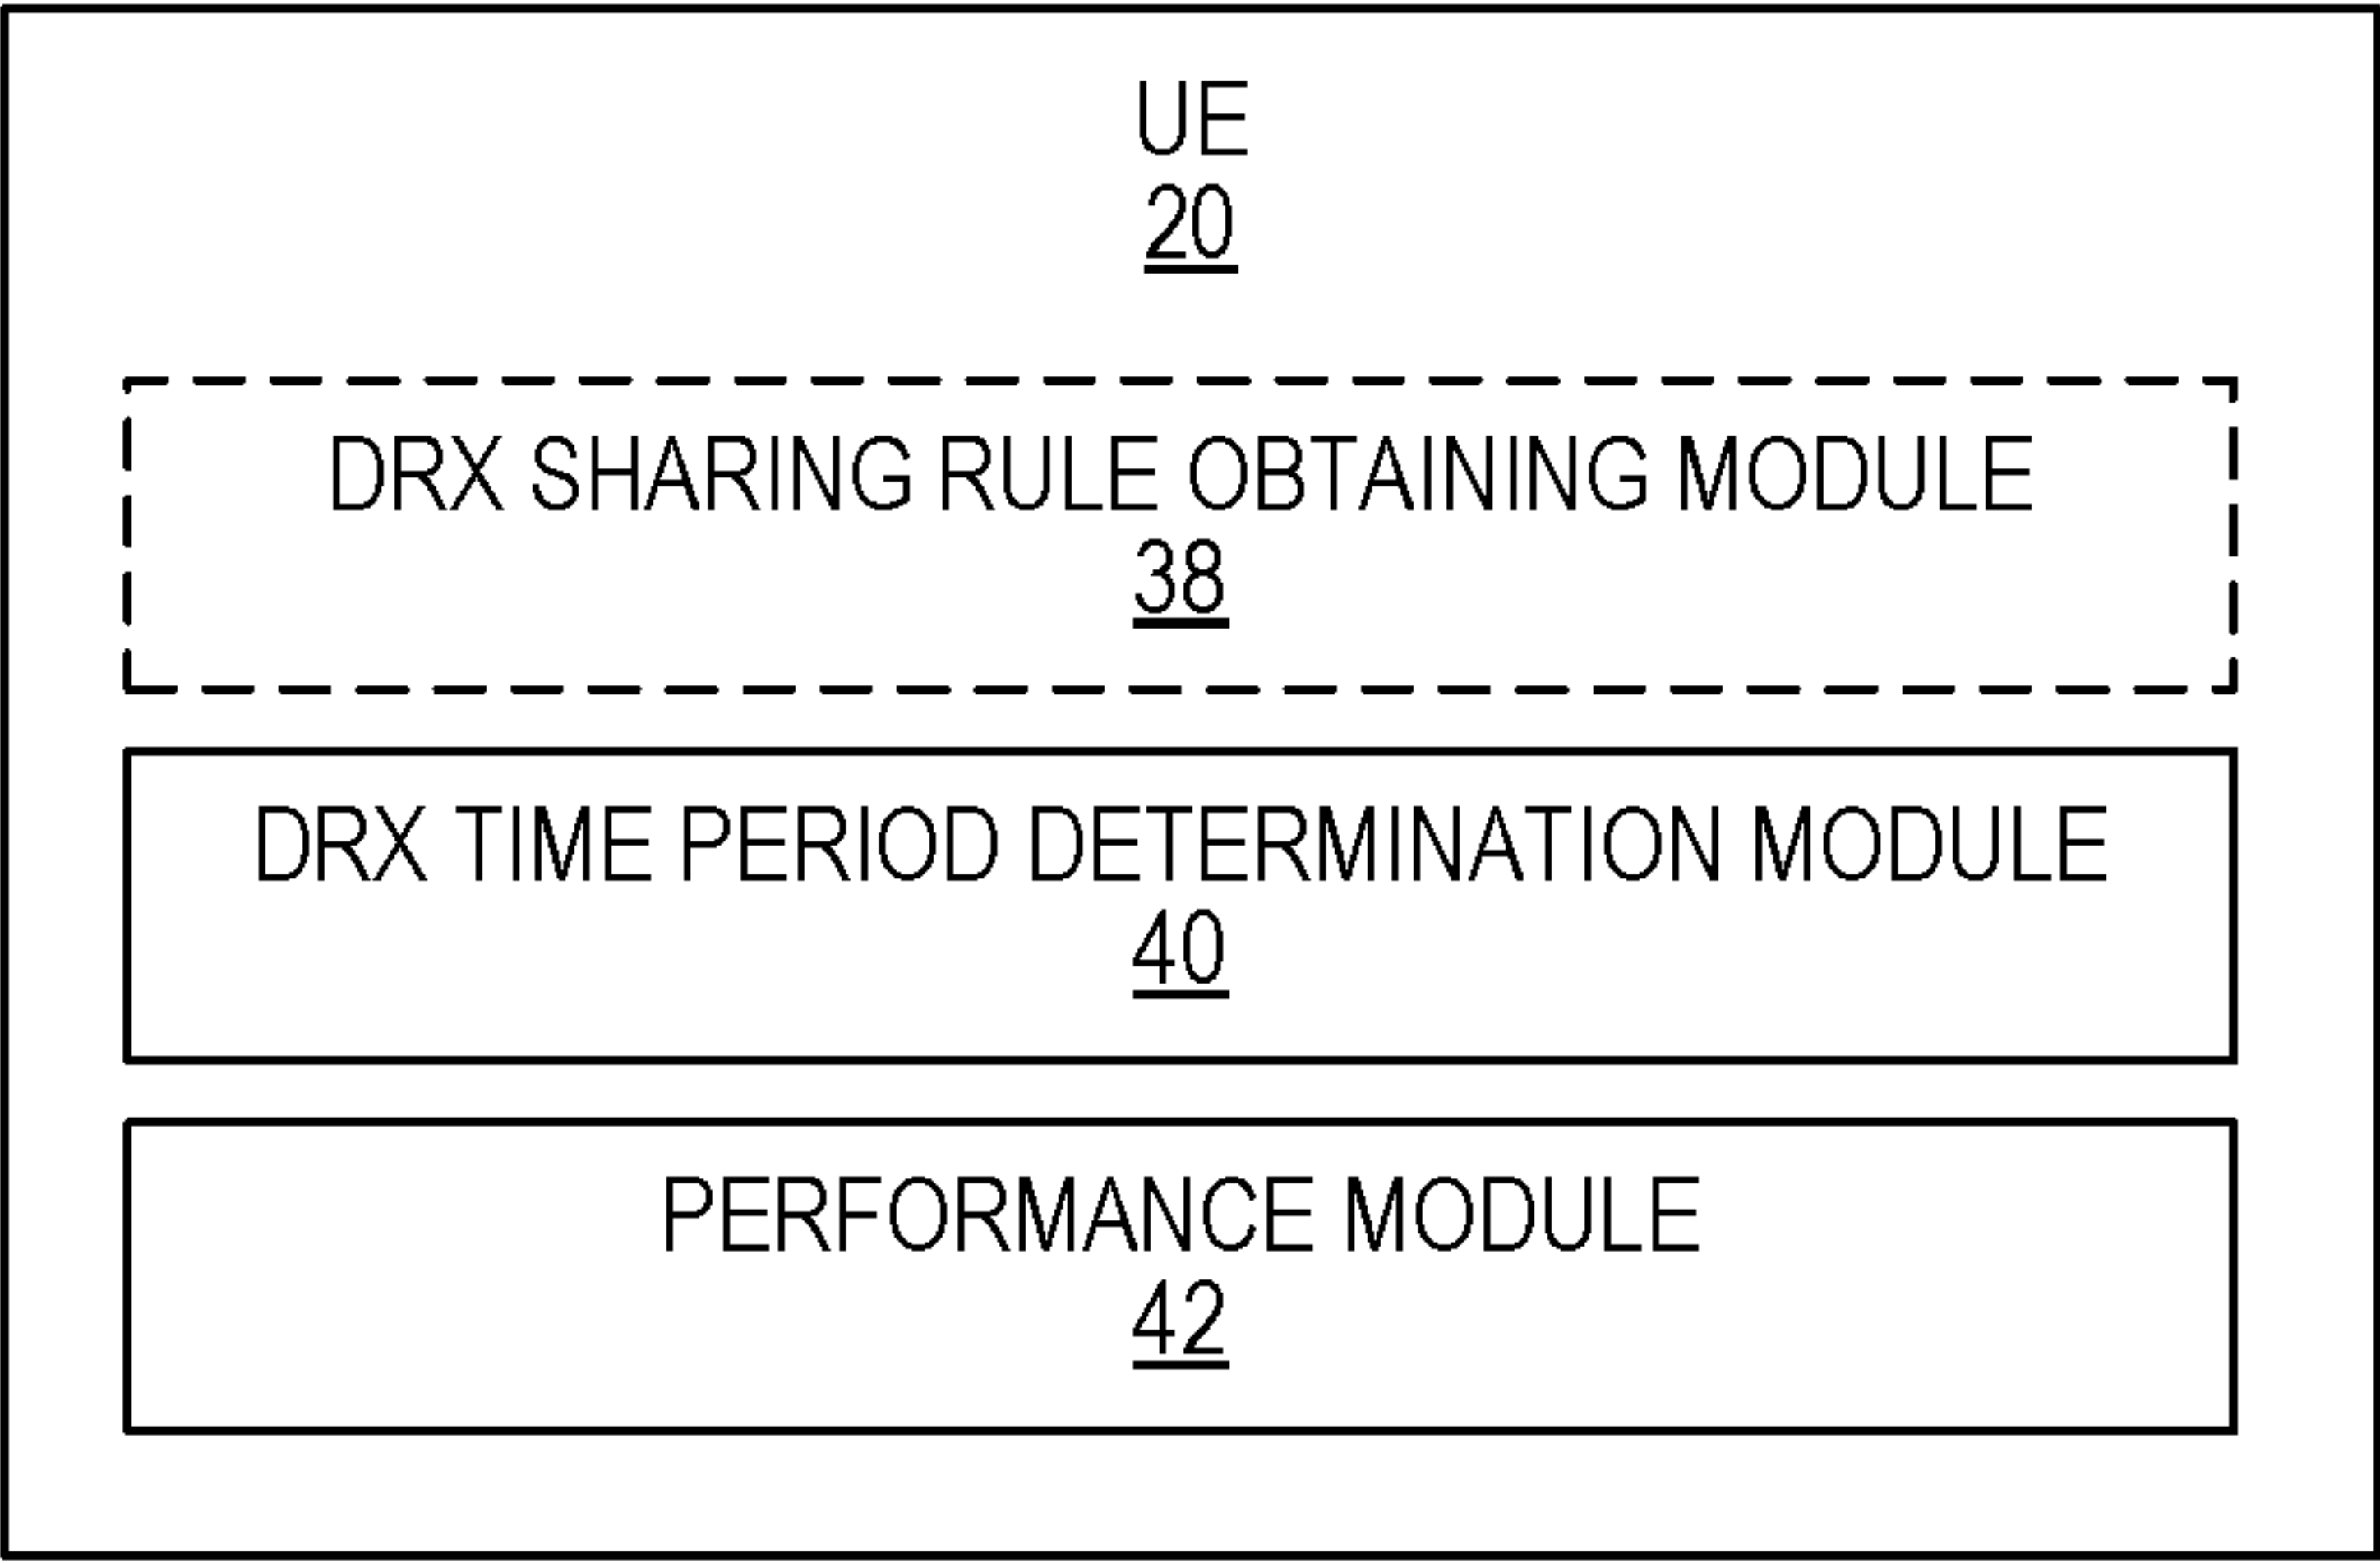 UE
20
DRX SHARING RULE OBTAINING MODULE
38
DRX TIME PERIOD DETERMINATION MODULE
40
PERFORMANCE MODULE
42